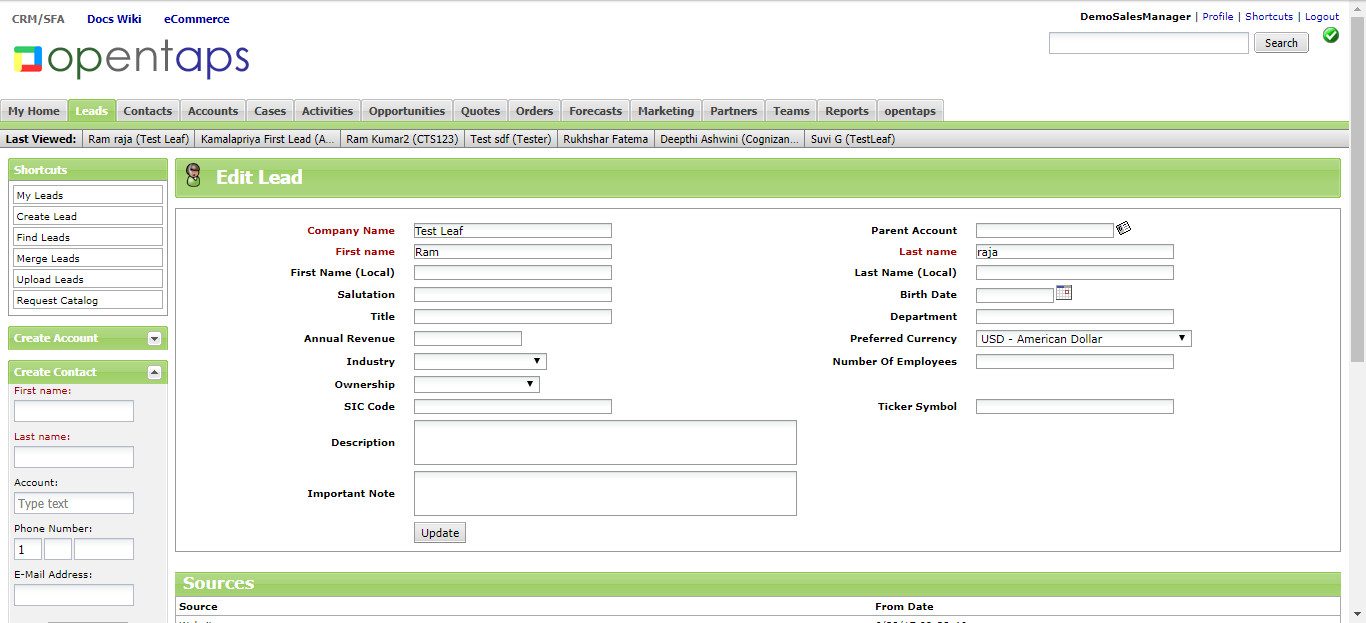 CRM/SFA Docs Wiki eCommerce
DemoSalesManager | Profile | Shortcuts | Logout
opentaps
Search
My Home Leads Contacts Accounts Cases Activities Opportunities Quotes Orders Forecasts Marketing Partners Teams Reports opentaps
Last Viewed: Ram raja (Test Leaf) Kamalapriya First Lead (A... Ram Kumar2 (CTS123) Test sdf (Tester) Rukhshar Fatema Deepthi Ashwini (Cognizan... Suvi G (TestLeaf)
Shortcuts
My Leads
Create Lead
Find Leads
Merge Leads
Upload Leads
Request Catalog
Create Account
Create Contact
First name:
Last name:
Account:
Type text
Phone Number:
1
E-Mail Address:
Edit Lead
Company Name Test Leaf Parent Account
First name Ram Last name raja
First Name (Local) Last Name (Local)
Salutation Birth Date
Title Department
Annual Revenue Preferred Currency USD - American Dollar
Industry Number Of Employees
Ownership
SIC Code Ticker Symbol
Description
Important Note
Update
Sources
Source From Date